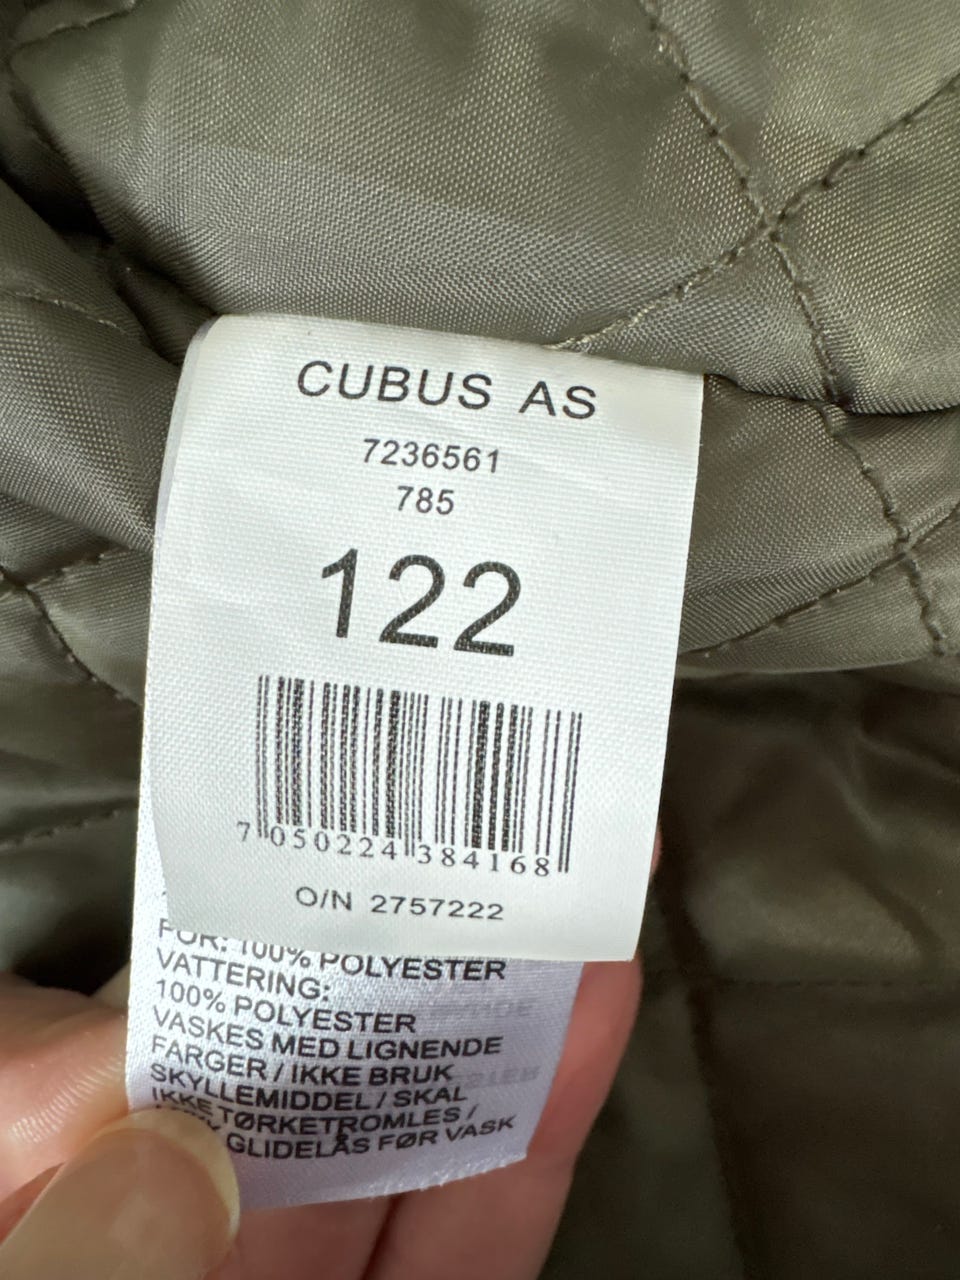 CUBUS AS
7236561
785
122
7 050224 384168
O/N 2757222
FÔR: 100% POLYESTER
VATTERING:
100% POLYESTER
VASKES MED LIGNENDE
FARGER / IKKE BRUK
SKYLLEMIDDEL / SKAL
IKKE TØRKETROMLES /
GLIDELÅS FØR VASK